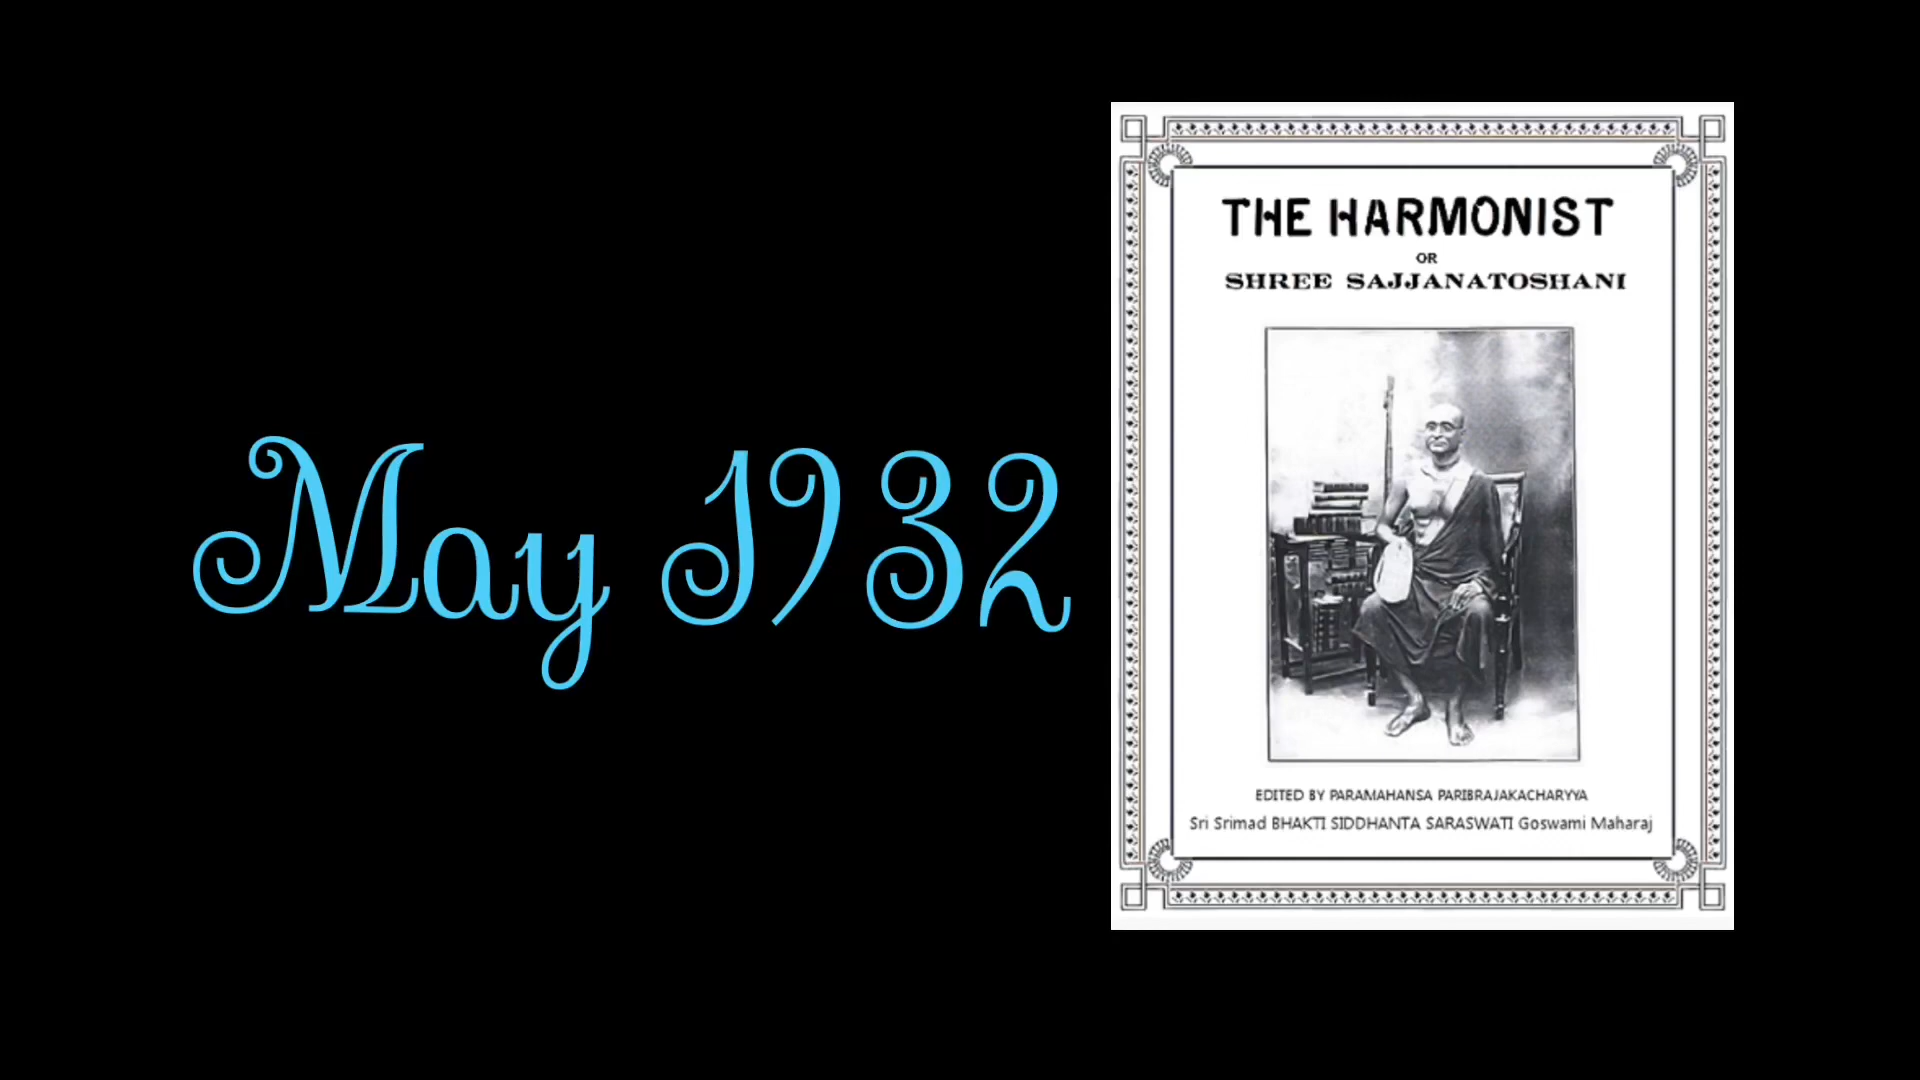 May 1932
THE HARMONIST
OR
SHREE SAJJANATOSHANI
EDITED BY PARAMAHANSA PARIBRAJAKACHARYYA
Sri Srimad BHAKTI SIDDHANTA SARASWATI Goswami Maharaj